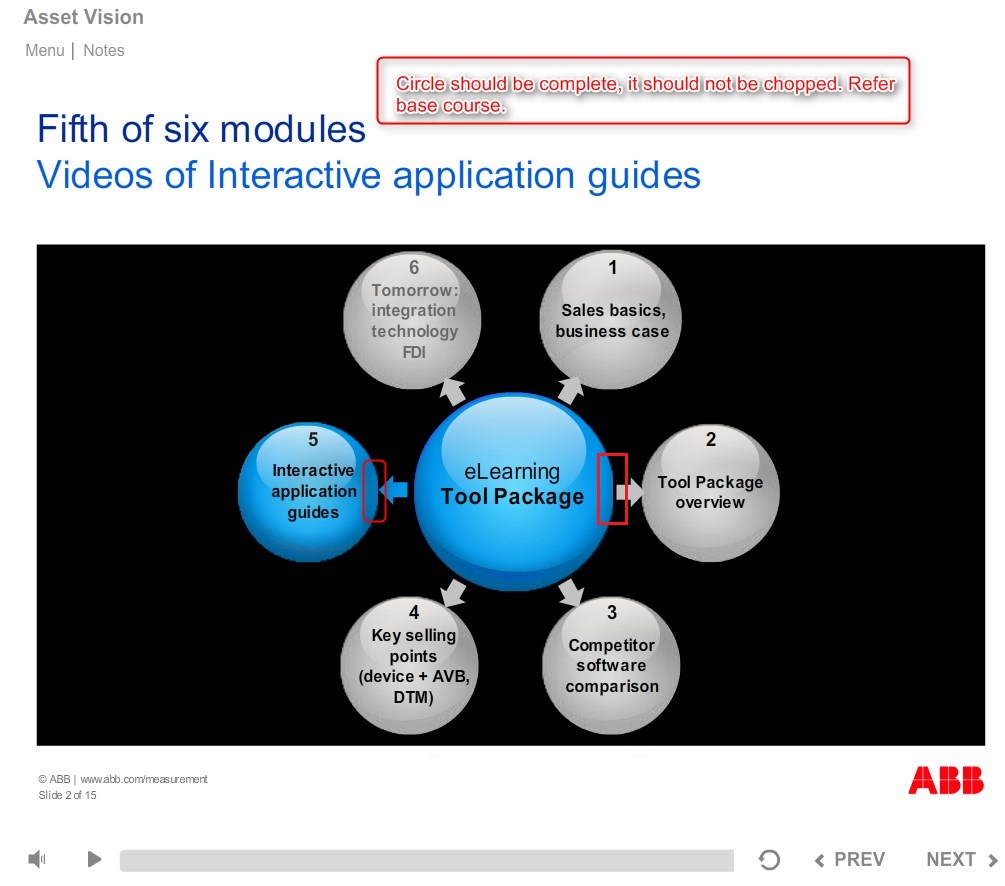 Asset Vision
Menu | Notes
Circle should be complete, it should not be chopped. Refer
base course.
Fifth of six modules
Videos of Interactive application guides
6
Tomorrow:
integration
technology
FDI
1
Sales basics,
business case
5
Interactive
application
guides
eLearning
Tool Package
2
Tool Package
overview
4
Key selling
points
(device + AVB,
DTM)
3
Competitor
software
comparison
© ABB | www.abb.com/measurement
Slide 2 of 15
ABB
PREV
NEXT